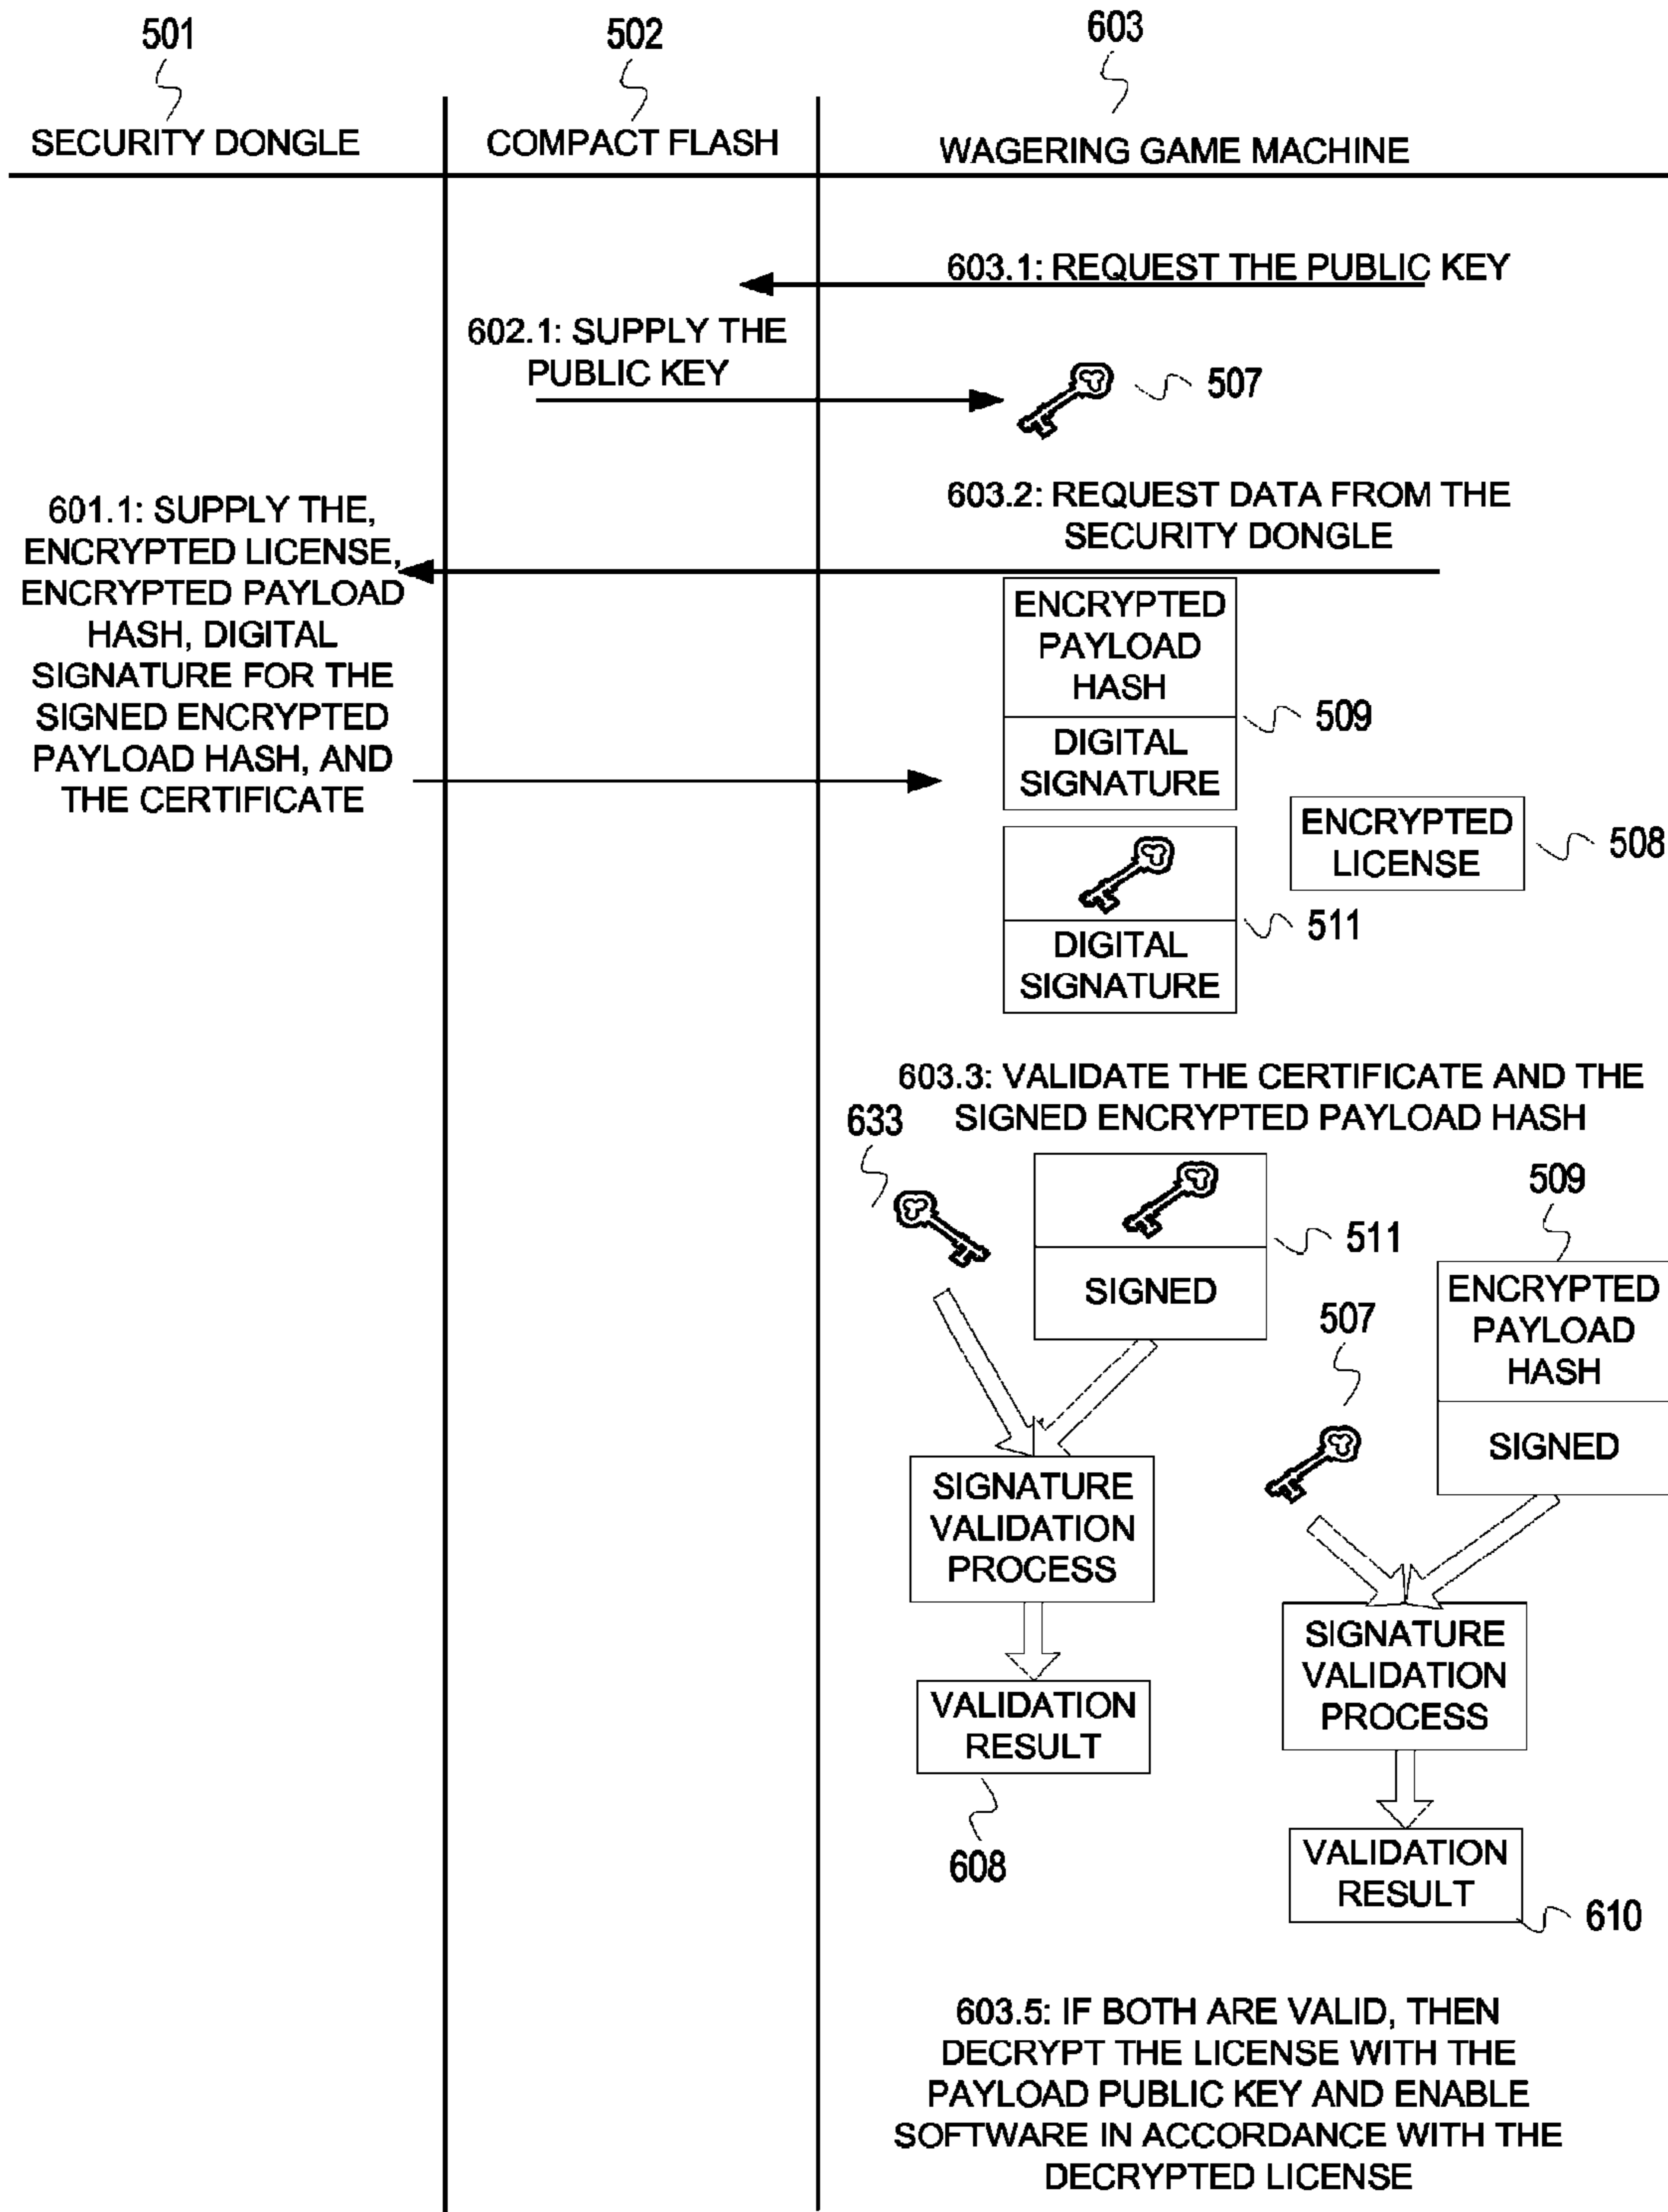 501
502
603
SECURITY DONGLE
COMPACT FLASH
WAGERING GAME MACHINE
603.1: REQUEST THE PUBLIC KEY
602.1: SUPPLY THE
PUBLIC KEY
507
601.1: SUPPLY THE,
ENCRYPTED LICENSE,
ENCRYPTED PAYLOAD
HASH, DIGITAL
SIGNATURE FOR THE
SIGNED ENCRYPTED
PAYLOAD HASH, AND
THE CERTIFICATE
603.2: REQUEST DATA FROM THE
SECURITY DONGLE
ENCRYPTED
PAYLOAD
HASH
509
DIGITAL
SIGNATURE
ENCRYPTED
LICENSE
508
511
DIGITAL
SIGNATURE
603.3: VALIDATE THE CERTIFICATE AND THE
SIGNED ENCRYPTED PAYLOAD HASH
633
511
SIGNED
509
ENCRYPTED
PAYLOAD
HASH
SIGNED
507
SIGNATURE
VALIDATION
PROCESS
SIGNATURE
VALIDATION
PROCESS
VALIDATION
RESULT
608
VALIDATION
RESULT
610
603.5: IF BOTH ARE VALID, THEN
DECRYPT THE LICENSE WITH THE
PAYLOAD PUBLIC KEY AND ENABLE
SOFTWARE IN ACCORDANCE WITH THE
DECRYPTED LICENSE